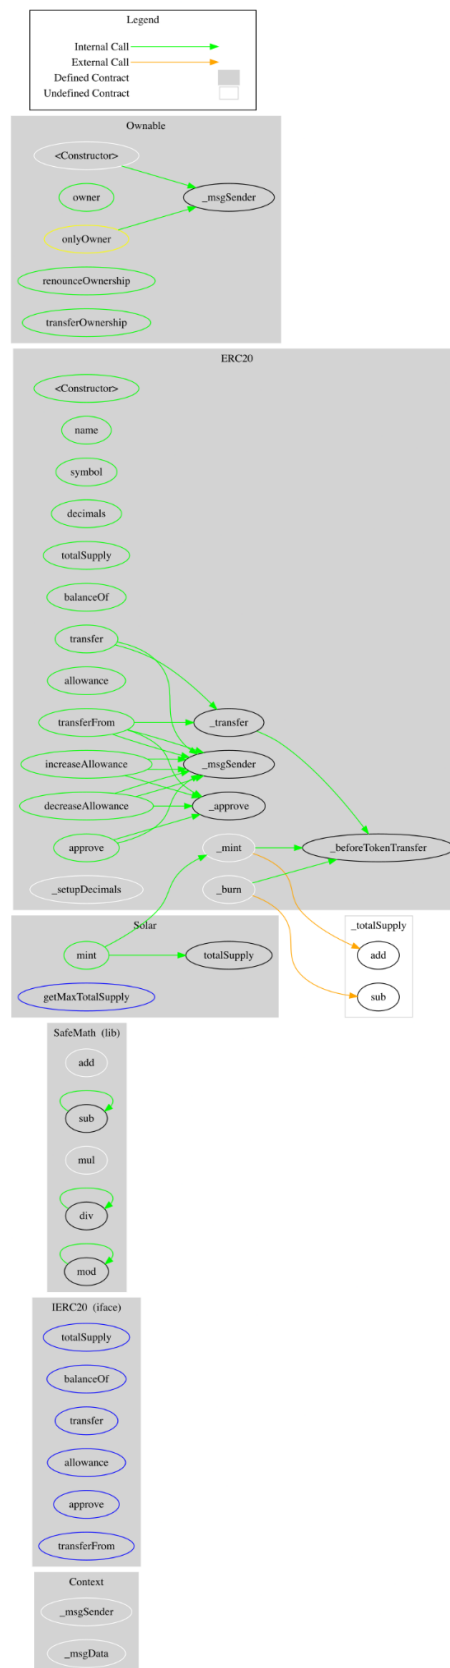 Legend
Internal Call
External Call
Defined Contract
Undefined Contract
Ownable
<Constructor>
owner
_msgSender
onlyOwner
renounceOwnership
transferOwnership
ERC20
<Constructor>
name
symbol
decimals
totalSupply
balanceOf
transfer
allowance
transferFrom
_transfer
increaseAllowance
_msgSender
decreaseAllowance
_approve
approve
_mint
_beforeTokenTransfer
_setupDecimals
_burn
Solar
_totalSupply
mint
totalSupply
add
getMaxTotalSupply
sub
SafeMath (lib)
add
sub
mul
div
mod
IERC20 (iface)
totalSupply
balanceOf
transfer
allowance
approve
transferFrom
Context
_msgSender
_msgData